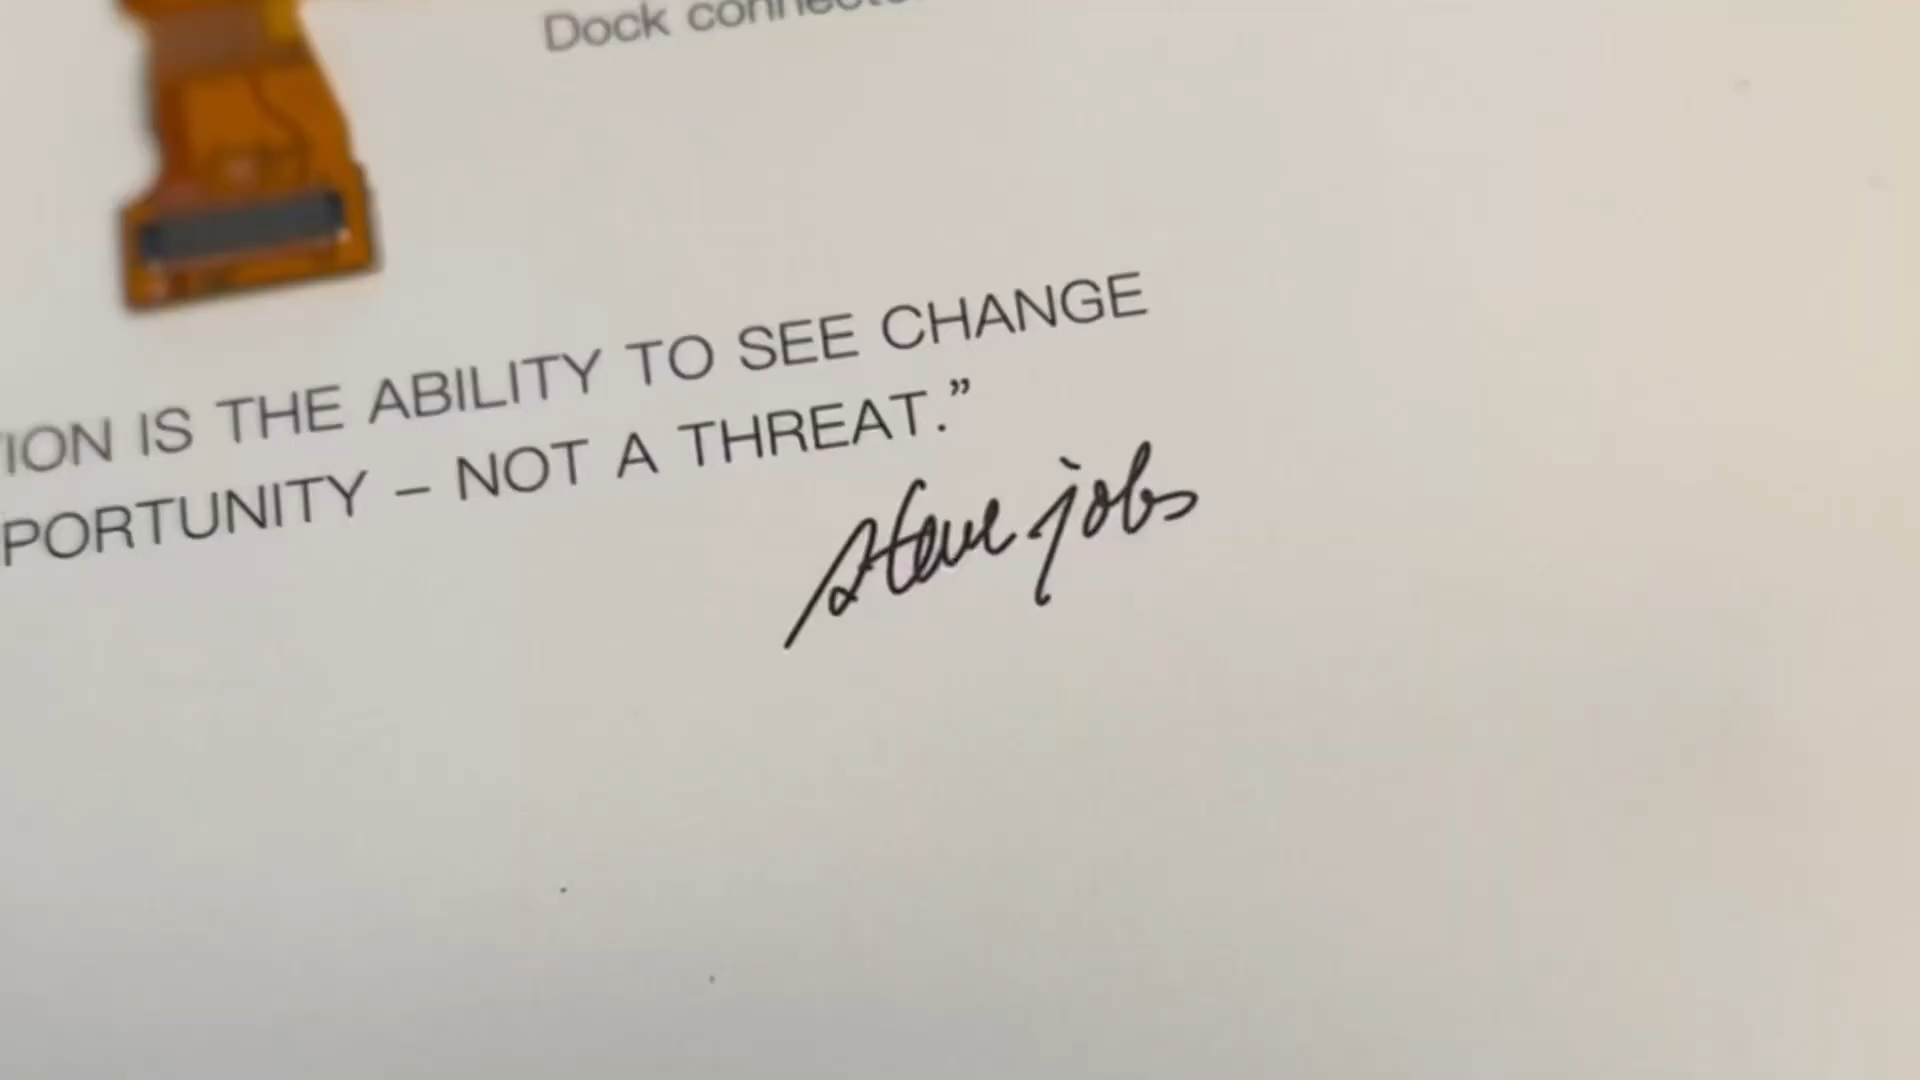 Dock
ION IS THE ABILITY TO SEE CHANGE
PORTUNITY – NOT A THREAT.”
steve jobs